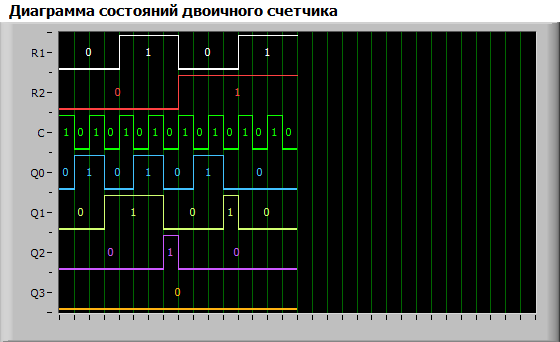 Диаграмма состояний двоичного счетчика
R1 0 1 0 1
R2 0 1
C 1 0 1 0 1 0 1 0 1 0 1 0 1 0 1 0
Q0 0 1 0 1 0 1 0
Q1 0 1 0 1 0
Q2 0 1 0
Q3 0